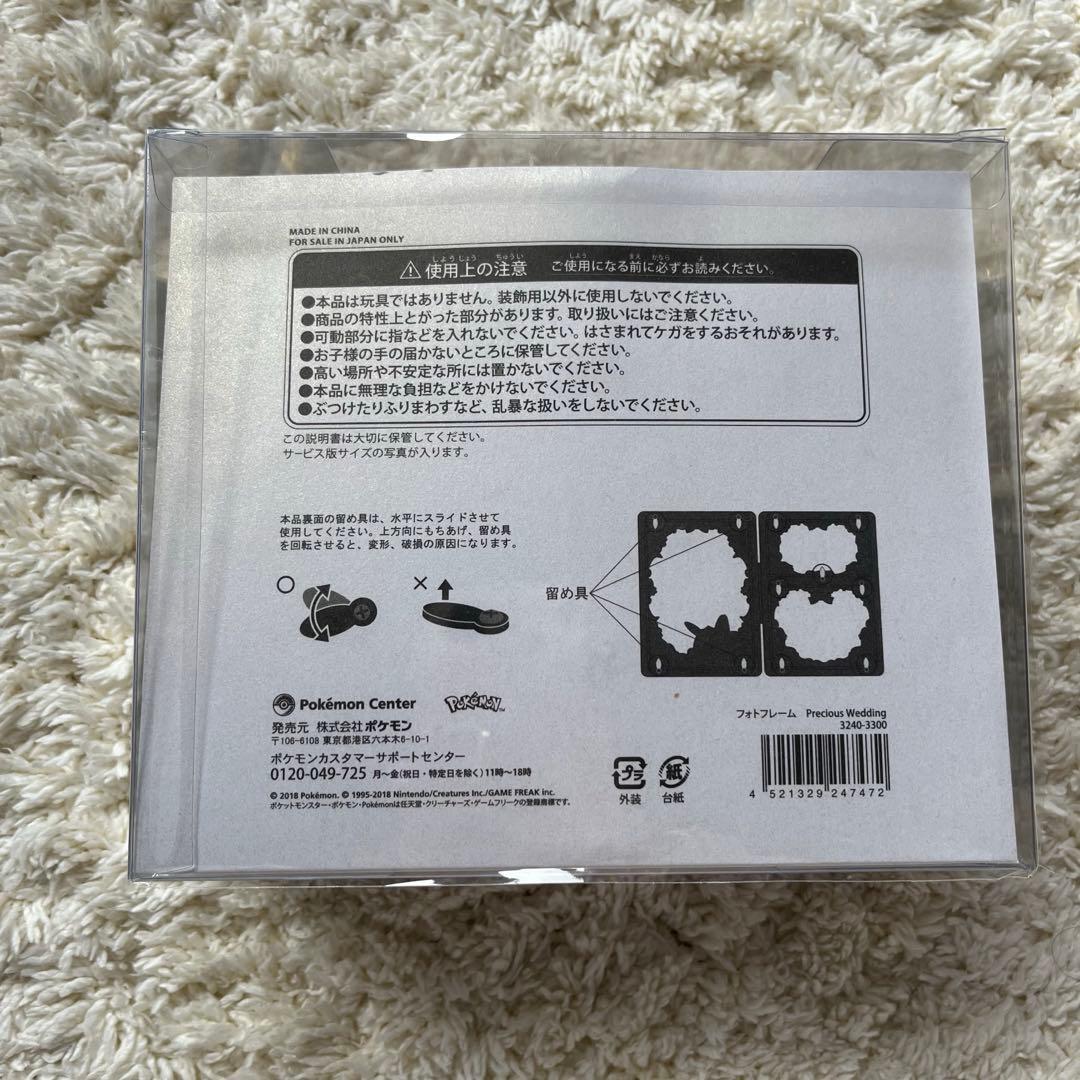 MADE IN CHINA
FOR SALE IN JAPAN ONLY
しようじょう ちゅうい しよう まえ かなら よ
使用上の注意 ご使用になる前に必ずお読みください。
●本品は玩具ではありません。装飾用以外に使用しないでください。
●商品の特性上とがった部分があります。取り扱いにはご注意ください。
●可動部分に指などを入れないでください。はさまれてケガをするおそれがあります。
●お子様の手の届かないところに保管してください。
●高い場所や不安定な所には置かないでください。
●本品に無理な負担などをかけないでください。
●ぶつけたりふりまわすなど、乱暴な扱いをしないでください。
この説明書は大切に保管してください。
サービス版サイズの写真が入ります。
本品裏面の留め具は、水平にスライドさせて
使用してください。上方向にもちあげ、留め具
を回転させると、変形、破損の原因になります。
○ ×
留め具
Pokémon Center POKÉMON™
発売元 株式会社ポケモン
〒106-6108 東京都港区六本木6-10-1
ポケモンカスタマーサポートセンター
0120-049-725 月〜金(祝日・特定日を除く)11時〜18時
© 2018 Pokémon. © 1995-2018 Nintendo/Creatures Inc./GAME FREAK inc.
ポケットモンスター・ポケモン・Pokémonは任天堂・クリーチャーズ・ゲームフリークの登録商標です。
プラ 紙
外装 台紙
フォトフレーム Precious Wedding
3240-3300
4 521329 247472